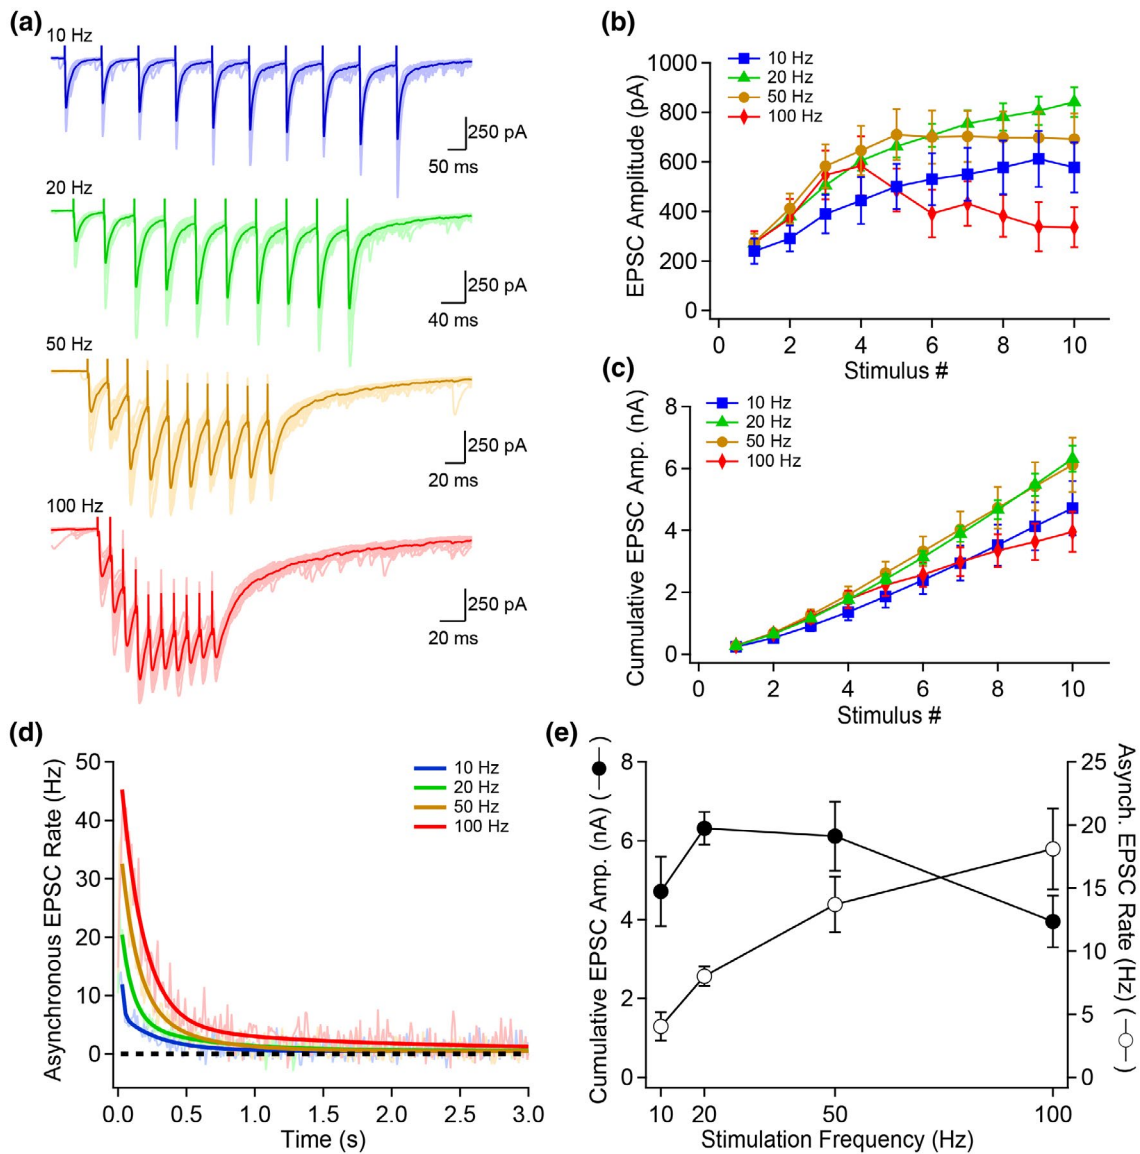 (a)
10 Hz
250 pA
50 ms
20 Hz
250 pA
40 ms
50 Hz
250 pA
20 ms
100 Hz
250 pA
20 ms
(b)
EPSC Amplitude (pA)
1000
800
600
400
200
0
10 Hz
20 Hz
50 Hz
100 Hz
0 2 4 6 8 10
Stimulus #
(c)
Cumulative EPSC Amp. (nA)
8
6
4
2
0
10 Hz
20 Hz
50 Hz
100 Hz
0 2 4 6 8 10
Stimulus #
(d)
Asynchronous EPSC Rate (Hz)
50
40
30
20
10
0
10 Hz
20 Hz
50 Hz
100 Hz
0.0 0.5 1.0 1.5 2.0 2.5 3.0
Time (s)
(e)
Cumulative EPSC Amp. (nA) ( )
8
6
4
2
0
25
20
15
10
5
0
Asynch. EPSC Rate (Hz) ( )
10 20 50 100
Stimulation Frequency (Hz)